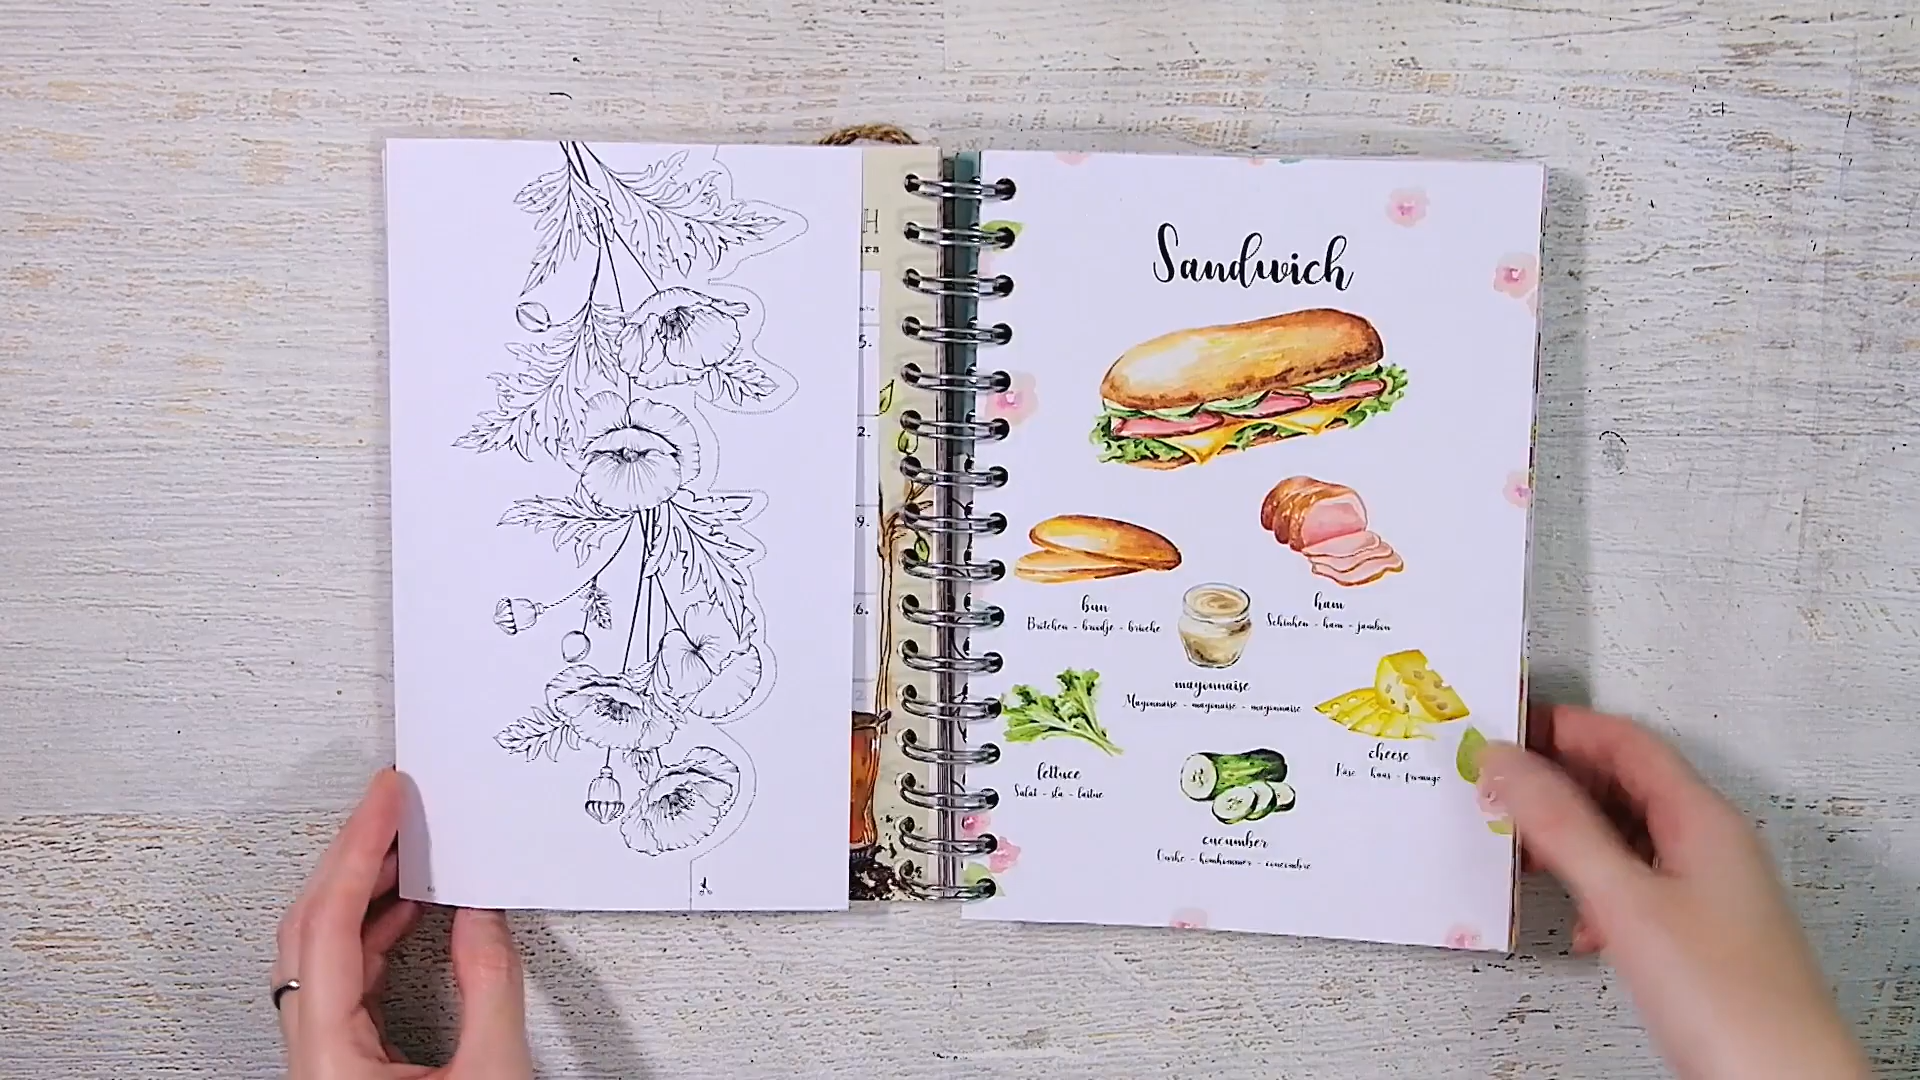 Sandwich
bun
Brötchen - broodje - brioche
ham
Schinken - ham - jambon
mayonnaise
Mayonnaise - mayonaise - mayonnaise
lettuce
Salat - sla - laitue
cheese
Käse - kaas - fromage
cucumber
Gurke - komkommer - concombre